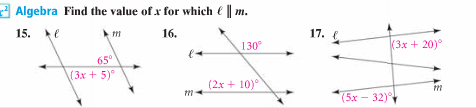 x² Algebra Find the value of x for which ℓ ∥ m.
15. ℓ m 65° (3x + 5)°
16. ℓ m 130° (2x + 10)°
17. ℓ m (3x + 20)° (5x − 32)°